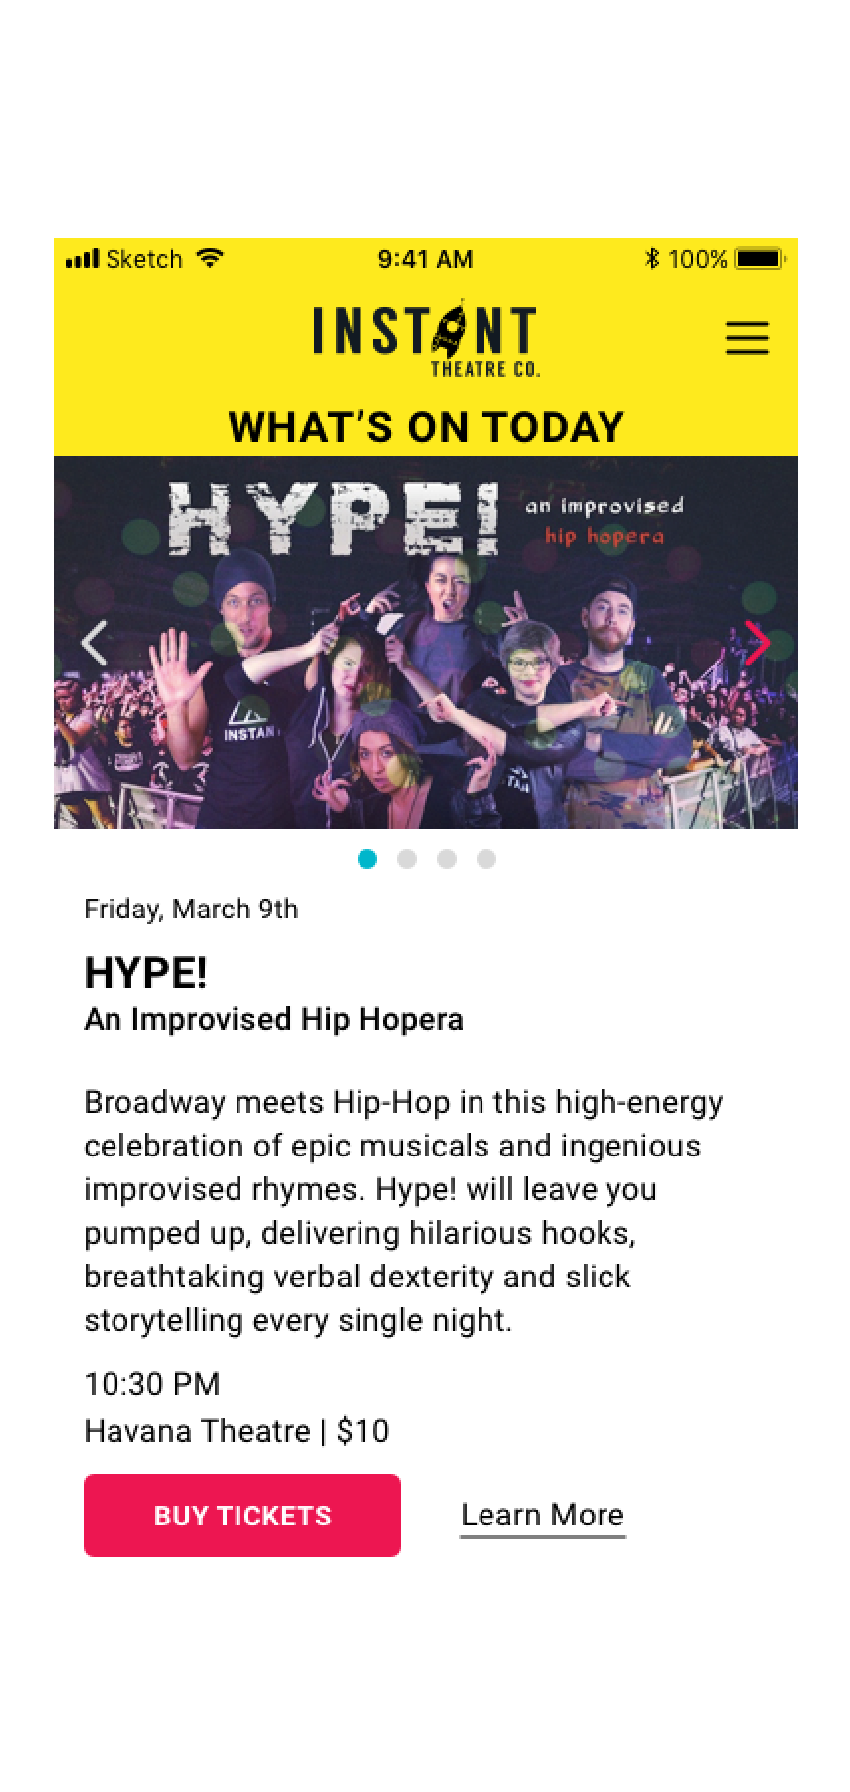 Sketch 9:41 AM 100%
INSTANT
THEATRE CO.
WHAT’S ON TODAY
HYPE! an improvised
hip hopera
INSTAN
Friday, March 9th
HYPE!
An Improvised Hip Hopera
Broadway meets Hip-Hop in this high-energy
celebration of epic musicals and ingenious
improvised rhymes. Hype! will leave you
pumped up, delivering hilarious hooks,
breathtaking verbal dexterity and slick
storytelling every single night.
10:30 PM
Havana Theatre | $10
BUY TICKETS Learn More